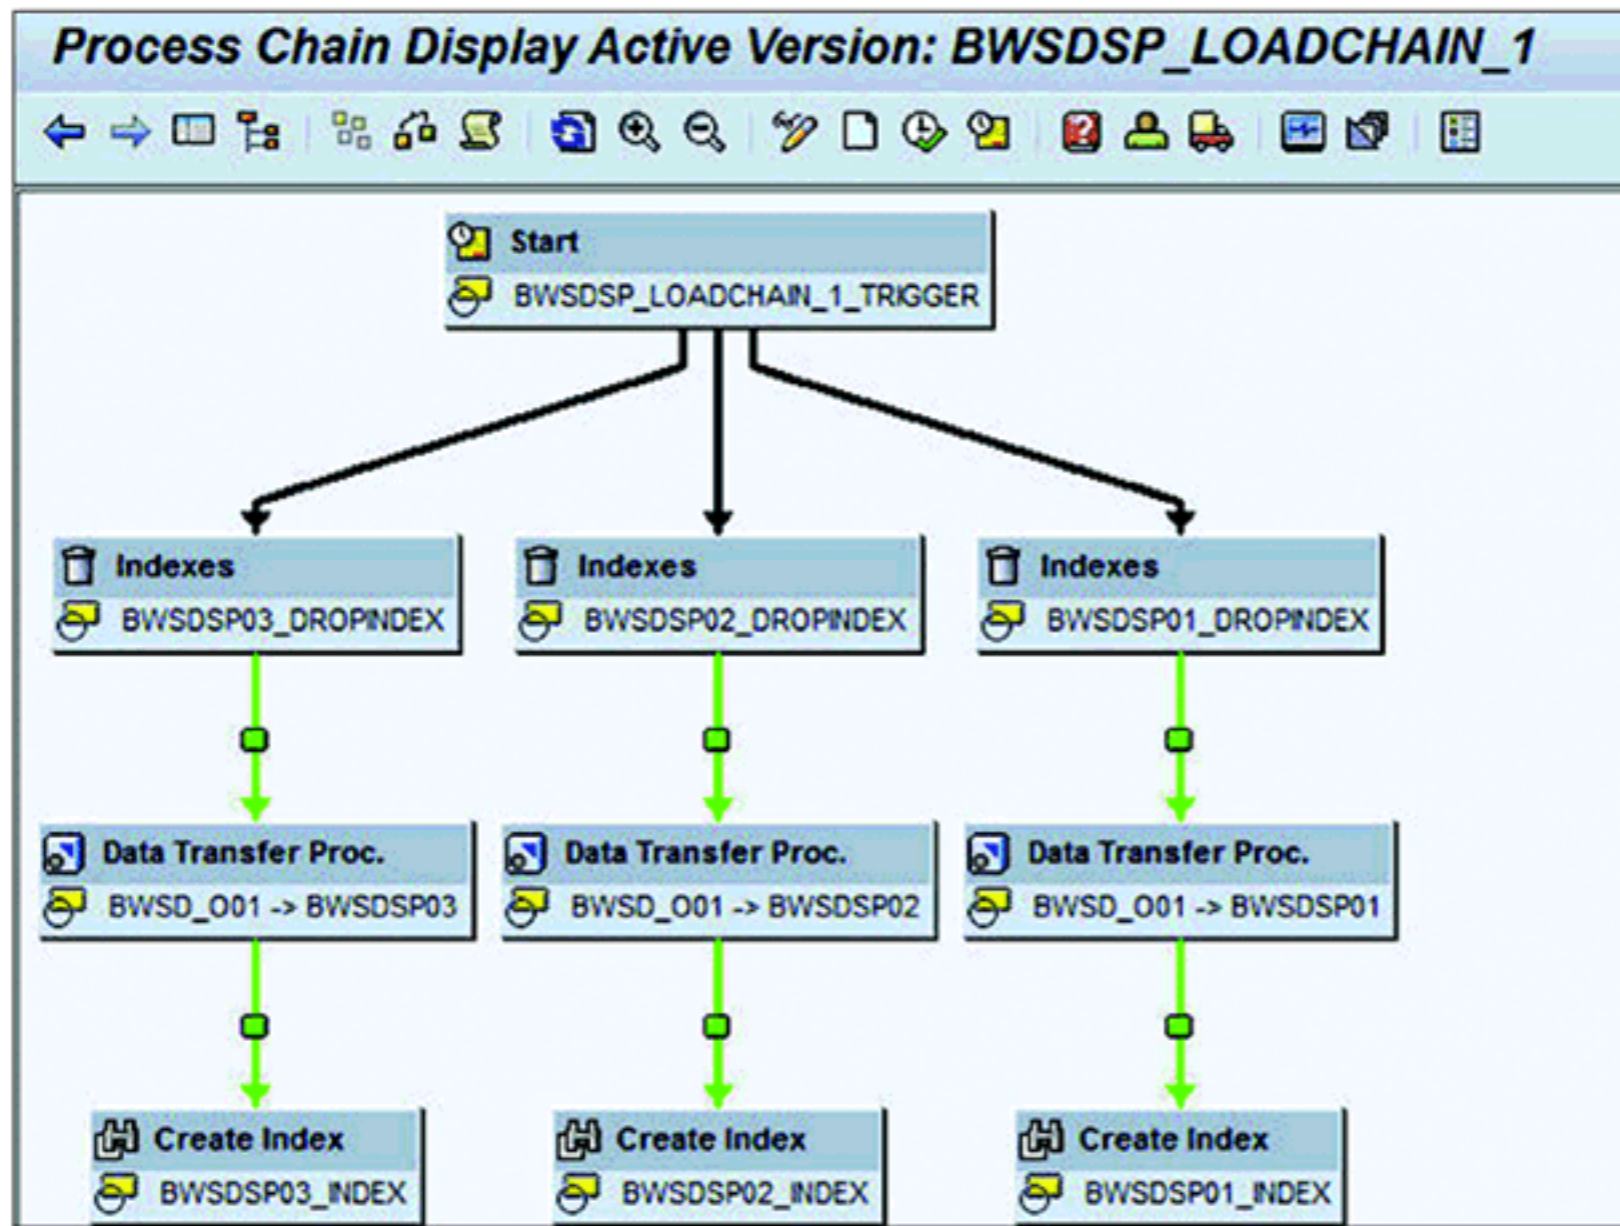 Process Chain Display Active Version: BWSDSP_LOADCHAIN_1
Start
BWSDSP_LOADCHAIN_1_TRIGGER
Indexes
BWSDSP03_DROPINDEX
Indexes
BWSDSP02_DROPINDEX
Indexes
BWSDSP01_DROPINDEX
Data Transfer Proc.
BWSD_O01 -> BWSDSP03
Data Transfer Proc.
BWSD_O01 -> BWSDSP02
Data Transfer Proc.
BWSD_O01 -> BWSDSP01
Create Index
BWSDSP03_INDEX
Create Index
BWSDSP02_INDEX
Create Index
BWSDSP01_INDEX